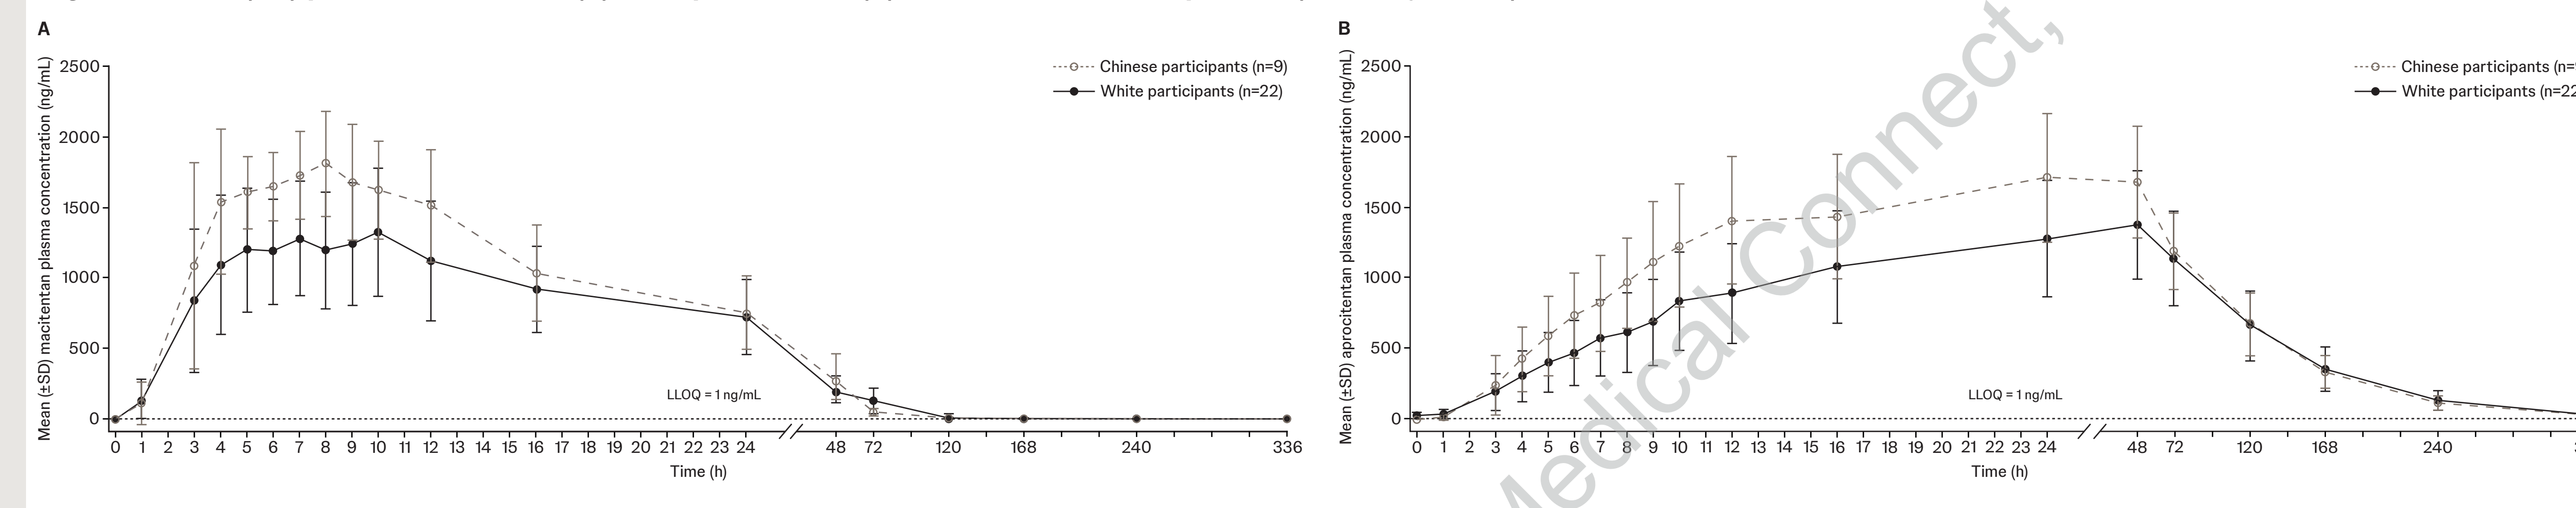 A
Mean (±SD) macitentan plasma concentration (ng/mL)
2500
2000
1500
1000
500
0
Chinese participants (n=9)
White participants (n=22)
LLOQ = 1 ng/mL
0 1 2 3 4 5 6 7 8 9 10 11 12 13 14 15 16 17 18 19 20 21 22 23 24 48 72 120 168 240 336
Time (h)
B
Mean (±SD) aprocitentan plasma concentration (ng/mL)
2500
2000
1500
1000
500
0
Chinese participants (n=
White participants (n=22
LLOQ = 1 ng/mL
0 1 2 3 4 5 6 7 8 9 10 11 12 13 14 15 16 17 18 19 20 21 22 23 24 48 72 120 168 240
Time (h)
Medical Connect,